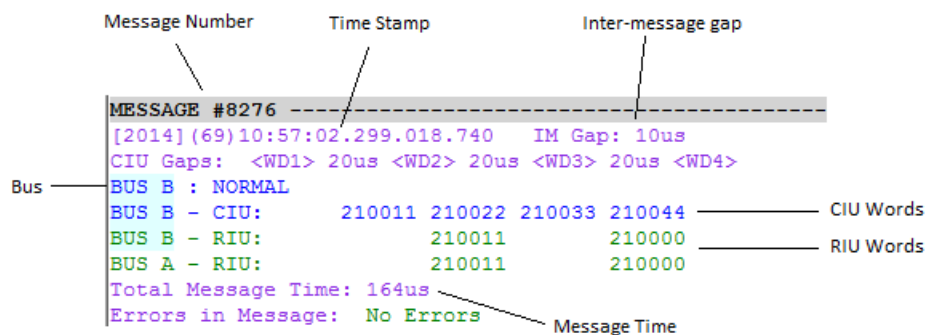 Message Number Time Stamp Inter-message gap
MESSAGE #8276 -------------------------------------------
[2014](69)10:57:02.299.018.740 IM Gap: 10us
CIU Gaps: <WD1> 20us <WD2> 20us <WD3> 20us <WD4>
Bus BUS B : NORMAL
BUS B - CIU: 210011 210022 210033 210044 CIU Words
BUS B - RIU: 210011 210000 RIU Words
BUS A - RIU: 210011 210000
Total Message Time: 164us
Errors in Message: No Errors Message Time